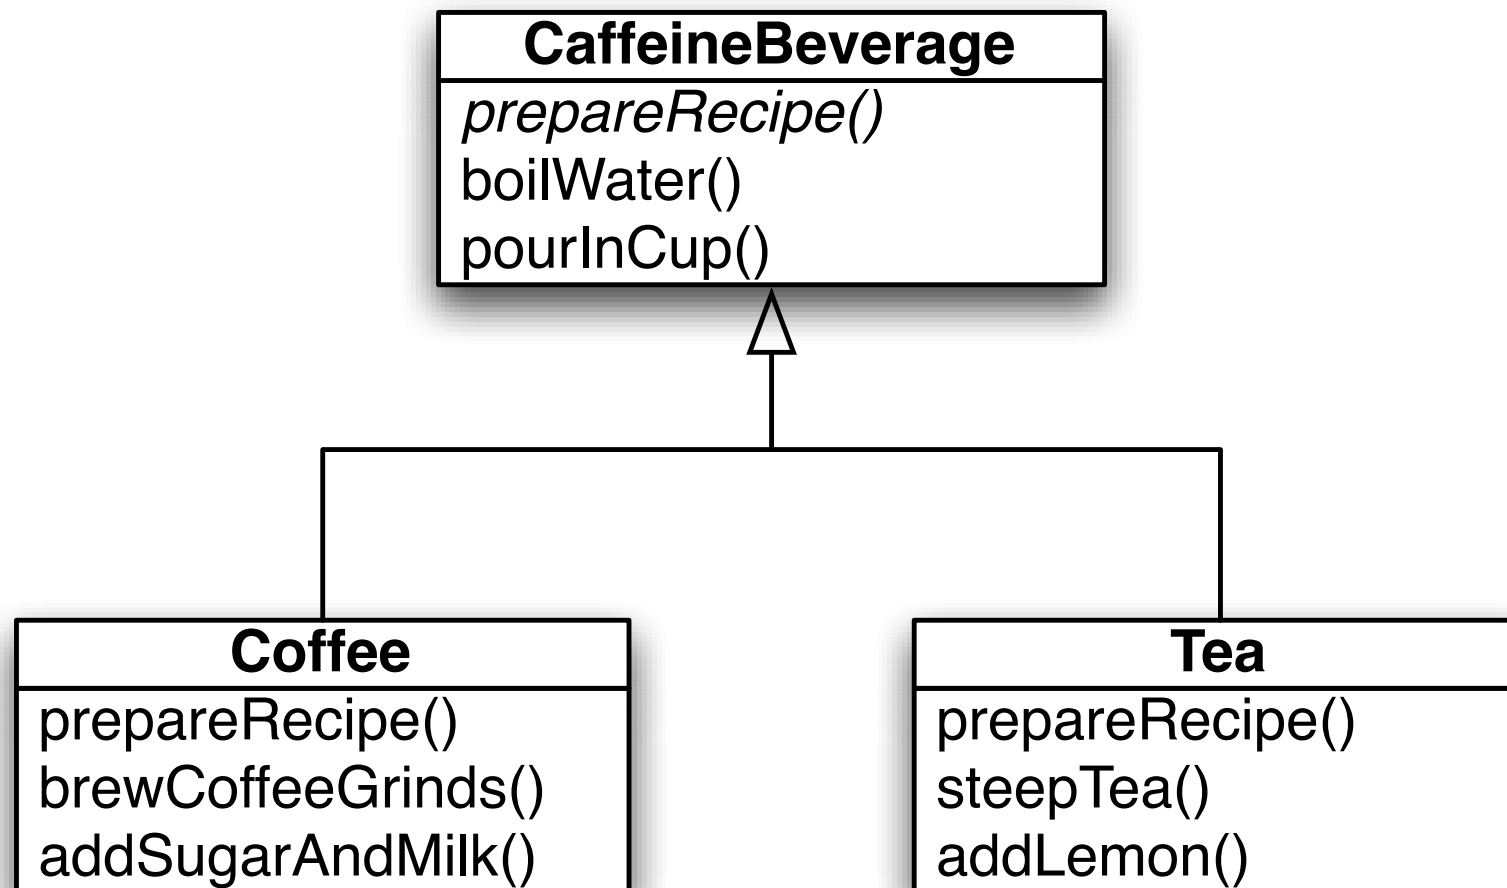 CaffeineBeverage
prepareRecipe()
boilWater()
pourInCup()
Coffee
prepareRecipe()
brewCoffeeGrinds()
addSugarAndMilk()
Tea
prepareRecipe()
steepTea()
addLemon()